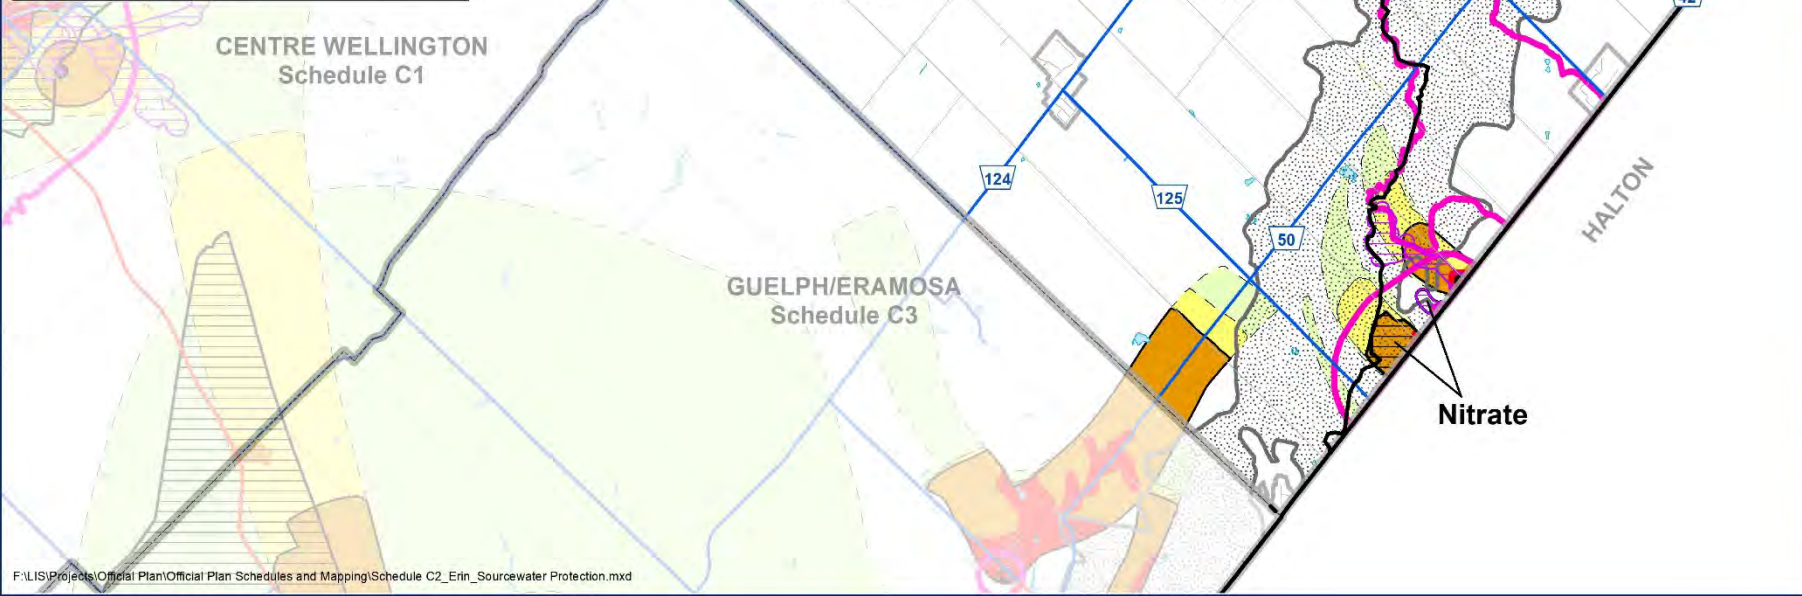 42
CENTRE WELLINGTON
Schedule C1
124
125
50
HALTON
GUELPH/ERAMOSA
Schedule C3
Nitrate
F:\LIS\Projects\Official Plan\Official Plan Schedules and Mapping\Schedule C2_Erin_Sourcewater Protection.mxd